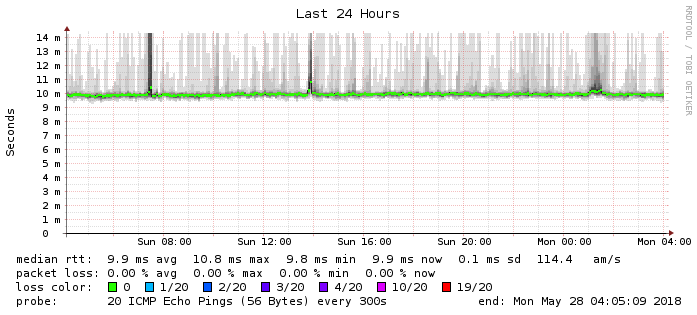 Last 24 Hours
RRDTOOL / TOBI OETIKER
Seconds
14 m
13 m
12 m
11 m
10 m
9 m
8 m
7 m
6 m
5 m
4 m
3 m
2 m
1 m
0
Sun 08:00 Sun 12:00 Sun 16:00 Sun 20:00 Mon 00:00 Mon 04:00
median rtt: 9.9 ms avg 10.8 ms max 9.8 ms min 9.9 ms now 0.1 ms sd 114.4 am/s
packet loss: 0.00 % avg 0.00 % max 0.00 % min 0.00 % now
loss color: 0 1/20 2/20 3/20 4/20 10/20 19/20
probe: 20 ICMP Echo Pings (56 Bytes) every 300s end: Mon May 28 04:05:09 2018